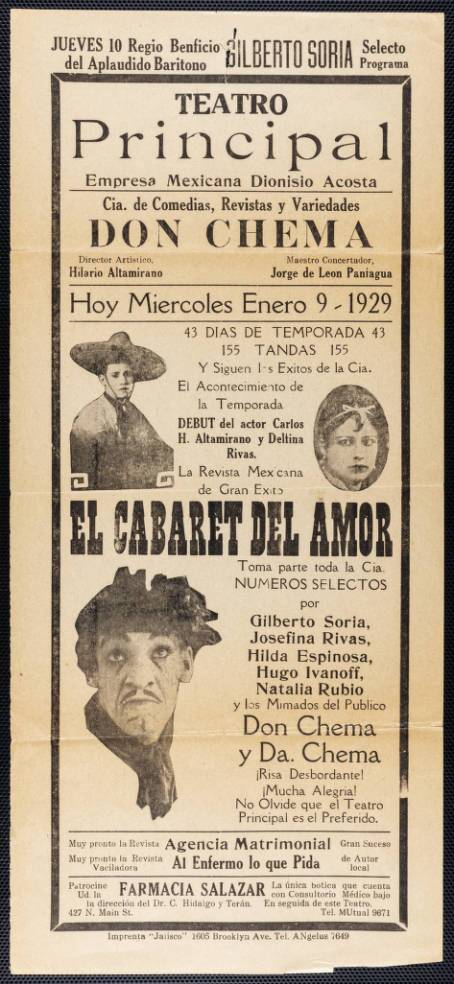 JUEVES 10 Regio Benficio
del Aplaudido Baritono
GILBERTO SORIA
Selecto
Programa
TEATRO
Principal
Empresa Mexicana Dionisio Acosta
Cia. de Comedias, Revistas y Variedades
DON CHEMA
Director Artistico,
Hilario Altamirano
Maestro Concertador,
Jorge de Leon Paniagua
Hoy Miercoles Enero 9 - 1929
43 DIAS DE TEMPORADA 43
155 TANDAS 155
Y Siguen los Exitos de la Cia.
El Acontecimiento de
la Temporada
DEBUT del actor Carlos
H. Altamirano y Deltina
Rivas.
La Revista Mexicana
de Gran Exito
EL CABARET DEL AMOR
Toma parte toda la Cia.
NUMEROS SELECTOS
por
Gilberto Soria,
Josefina Rivas,
Hilda Espinosa,
Hugo Ivanoff,
Natalia Rubio
y los Mimados del Publico
Don Chema
y Da. Chema
¡Risa Desbordante!
¡Mucha Alegria!
No Olvide que el Teatro
Principal es el Preferido.
Muy pronto la Revista Agencia Matrimonial Gran Suceso
Muy pronto la Revista
Vaciladora
Al Enfermo lo que Pida
de Autor
local
Patrocine
Ud. la
FARMACIA SALAZAR
La única botica que cuenta
con Consultorio Médico bajo
la dirección del Dr. C. Hidalgo y Terán. En seguida de este Teatro.
427 N. Main St. Tel. MUtual 9671
Imprenta "Jalisco" 1605 Brooklyn Ave. Tel. ANgelus 7649